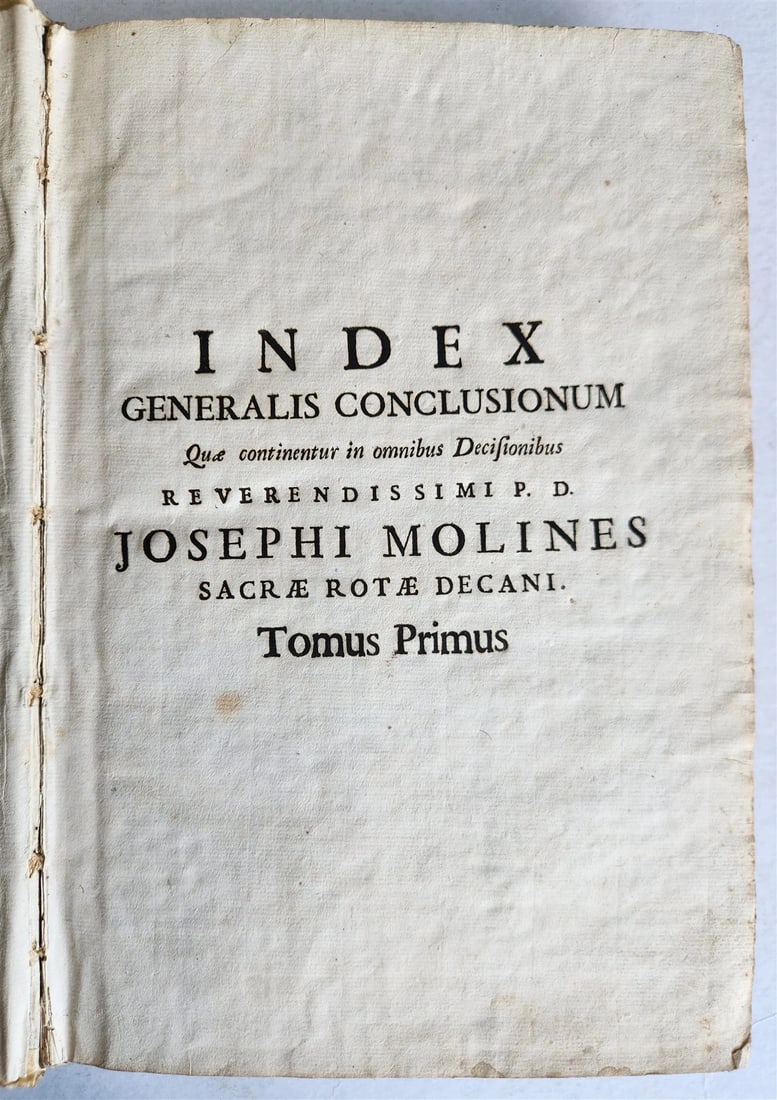 INDEX
GENERALIS CONCLUSIONUM
Quæ continentur in omnibus Deciſionibus
REVERENDISSIMI P. D.
JOSEPHI MOLINES
SACRÆ ROTÆ DECANI.
Tomus Primus